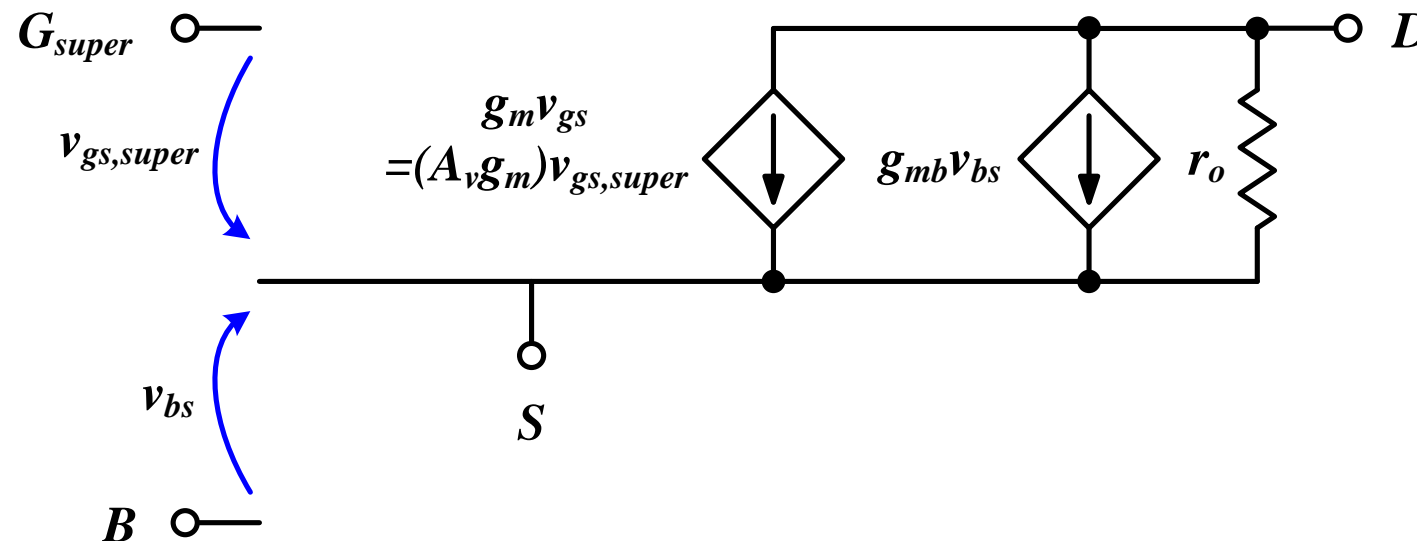 G_super
D
g_m v_gs
v_gs,super
=(A_v g_m)v_gs,super
g_mb v_bs
r_o
v_bs
S
B